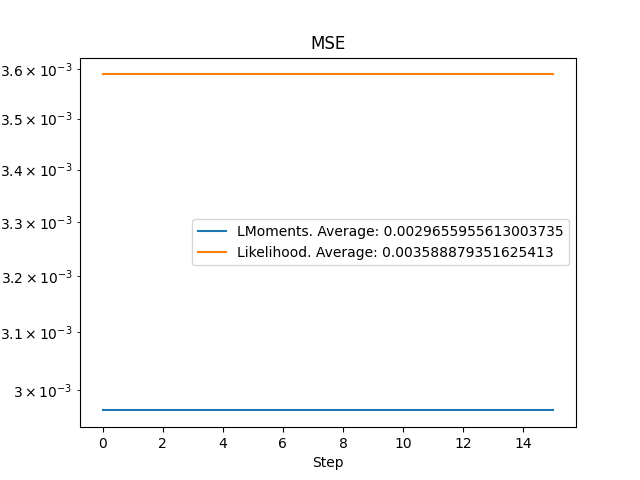 MSE
3.6 × 10⁻³
3.5 × 10⁻³
3.4 × 10⁻³
3.3 × 10⁻³
3.2 × 10⁻³
3.1 × 10⁻³
3 × 10⁻³
LMoments. Average: 0.0029655955613003735
Likelihood. Average: 0.003588879351625413
0 2 4 6 8 10 12 14
Step